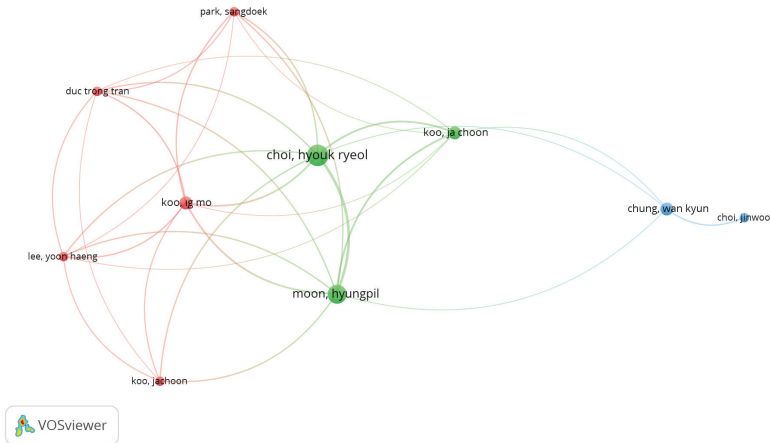 park, sangdoek
duc trong tran
koo, ja choon
choi, hyouk ryeol
koo, ig mo
chung, wan kyun
choi, jinwoo
lee, yoon haeng
moon, hyungpil
koo, jachoon
VOSviewer